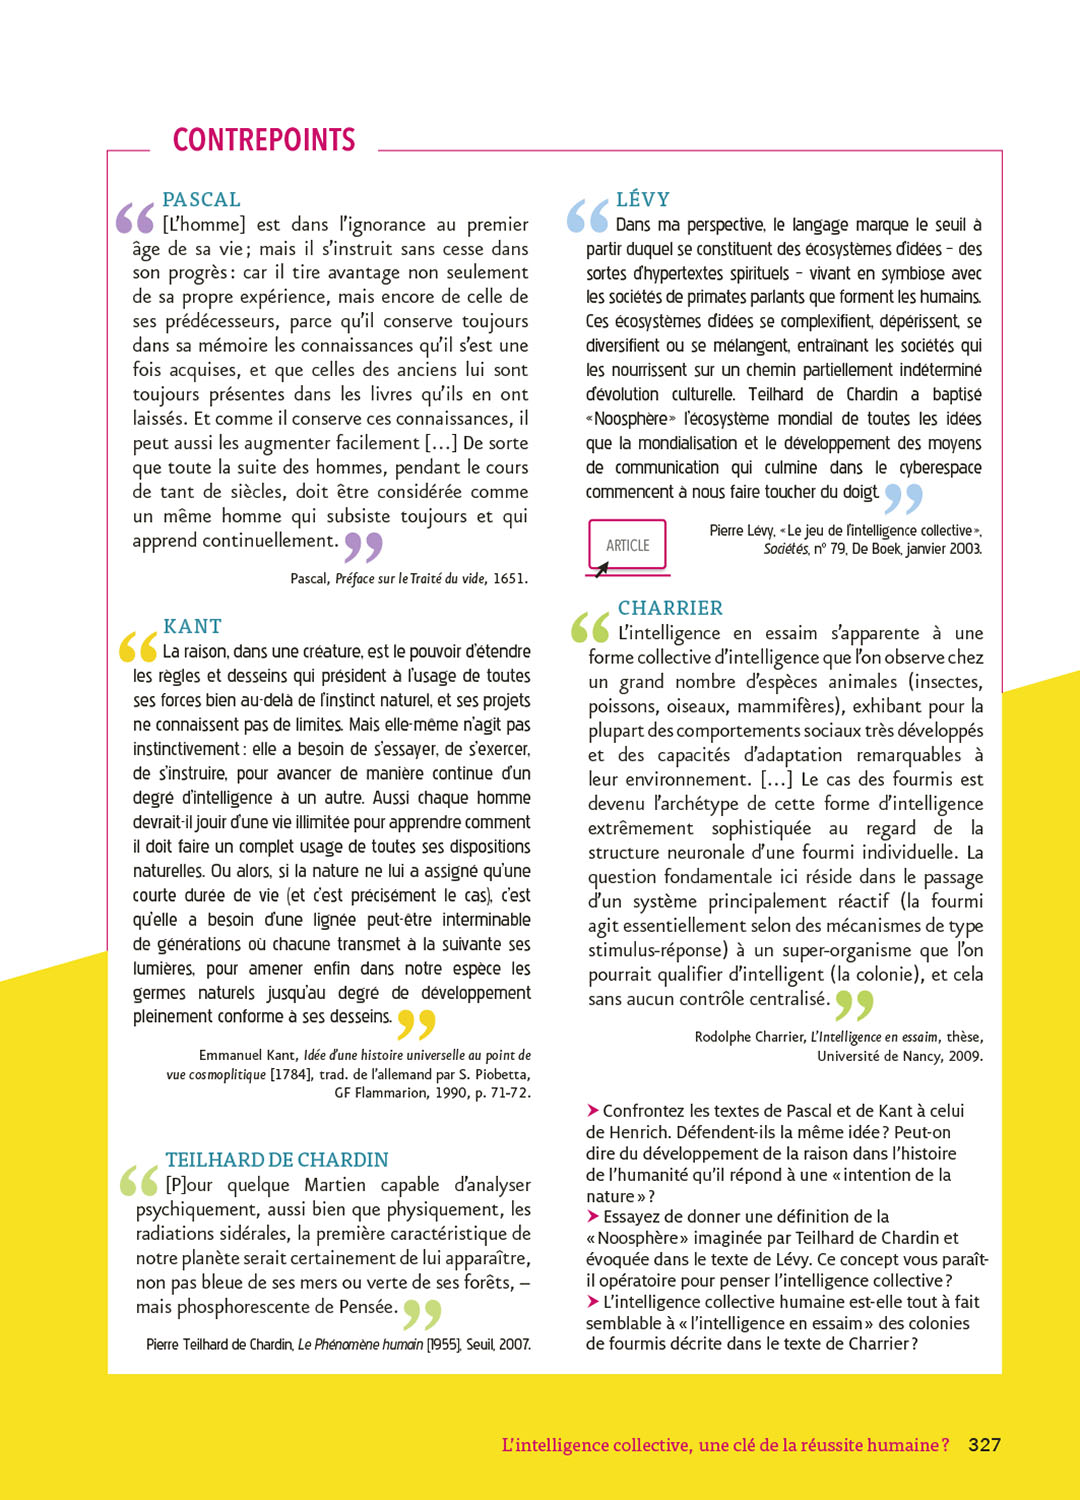 CONTREPOINTS
PASCAL
“ [L’homme] est dans l’ignorance au premier
âge de sa vie ; mais il s’instruit sans cesse dans
son progrès : car il tire avantage non seulement
de sa propre expérience, mais encore de celle de
ses prédécesseurs, parce qu’il conserve toujours
dans sa mémoire les connaissances qu’il s’est une
fois acquises, et que celles des anciens lui sont
toujours présentes dans les livres qu’ils en ont
laissés. Et comme il conserve ces connaissances, il
peut aussi les augmenter facilement […] De sorte
que toute la suite des hommes, pendant le cours
de tant de siècles, doit être considérée comme
un même homme qui subsiste toujours et qui
apprend continuellement. ”
Pascal, Préface sur le Traité du vide, 1651.
KANT
“ La raison, dans une créature, est le pouvoir d’étendre
les règles et desseins qui président à l’usage de toutes
ses forces bien au-delà de l’instinct naturel, et ses projets
ne connaissent pas de limites. Mais elle-même n’agit pas
instinctivement : elle a besoin de s’essayer, de s’exercer,
de s’instruire, pour avancer de manière continue d’un
degré d’intelligence à un autre. Aussi chaque homme
devrait-il jouir d’une vie illimitée pour apprendre comment
il doit faire un complet usage de toutes ses dispositions
naturelles. Ou alors, si la nature ne lui a assigné qu’une
courte durée de vie (et c’est précisément le cas), c’est
qu’elle a besoin d’une lignée peut-être interminable
de générations où chacune transmet à la suivante ses
lumières, pour amener enfin dans notre espèce les
germes naturels jusqu’au degré de développement
pleinement conforme à ses desseins. ”
Emmanuel Kant, Idée d’une histoire universelle au point de
vue cosmoplitique [1784], trad. de l’allemand par S. Piobetta,
GF Flammarion, 1990, p. 71-72.
TEILHARD DE CHARDIN
“ [P]our quelque Martien capable d’analyser
psychiquement, aussi bien que physiquement, les
radiations sidérales, la première caractéristique de
notre planète serait certainement de lui apparaître,
non pas bleue de ses mers ou verte de ses forêts, –
mais phosphorescente de Pensée. ”
Pierre Teilhard de Chardin, Le Phénomène humain [1955], Seuil, 2007.
LÉVY
“ Dans ma perspective, le langage marque le seuil à
partir duquel se constituent des écosystèmes d’idées – des
sortes d’hypertextes spirituels – vivant en symbiose avec
les sociétés de primates parlants que forment les humains.
Ces écosystèmes d’idées se complexifient, dépérissent, se
diversifient ou se mélangent, entraînant les sociétés qui
les nourrissent sur un chemin partiellement indéterminé
d’évolution culturelle. Teilhard de Chardin a baptisé
« Noosphère » l’écosystème mondial de toutes les idées
que la mondialisation et le développement des moyens
de communication qui culmine dans le cyberespace
commencent à nous faire toucher du doigt. ”
ARTICLE
Pierre Lévy, « Le jeu de l’intelligence collective »,
Sociétés, nº 79, De Boek, janvier 2003.
CHARRIER
“ L’intelligence en essaim s’apparente à une
forme collective d’intelligence que l’on observe chez
un grand nombre d’espèces animales (insectes,
poissons, oiseaux, mammifères), exhibant pour la
plupart des comportements sociaux très développés
et des capacités d’adaptation remarquables à
leur environnement. […] Le cas des fourmis est
devenu l’archétype de cette forme d’intelligence
extrêmement sophistiquée au regard de la
structure neuronale d’une fourmi individuelle. La
question fondamentale ici réside dans le passage
d’un système principalement réactif (la fourmi
agit essentiellement selon des mécanismes de type
stimulus-réponse) à un super-organisme que l’on
pourrait qualifier d’intelligent (la colonie), et cela
sans aucun contrôle centralisé. ”
Rodolphe Charrier, L’Intelligence en essaim, thèse,
Université de Nancy, 2009.
➤ Confrontez les textes de Pascal et de Kant à celui
de Henrich. Défendent-ils la même idée ? Peut-on
dire du développement de la raison dans l’histoire
de l’humanité qu’il répond à une « intention de la
nature » ?
➤ Essayez de donner une définition de la
« Noosphère » imaginée par Teilhard de Chardin et
évoquée dans le texte de Lévy. Ce concept vous paraît-
il opératoire pour penser l’intelligence collective ?
➤ L’intelligence collective humaine est-elle tout à fait
semblable à « l’intelligence en essaim » des colonies
de fourmis décrite dans le texte de Charrier ?
L’intelligence collective, une clé de la réussite humaine ? 327